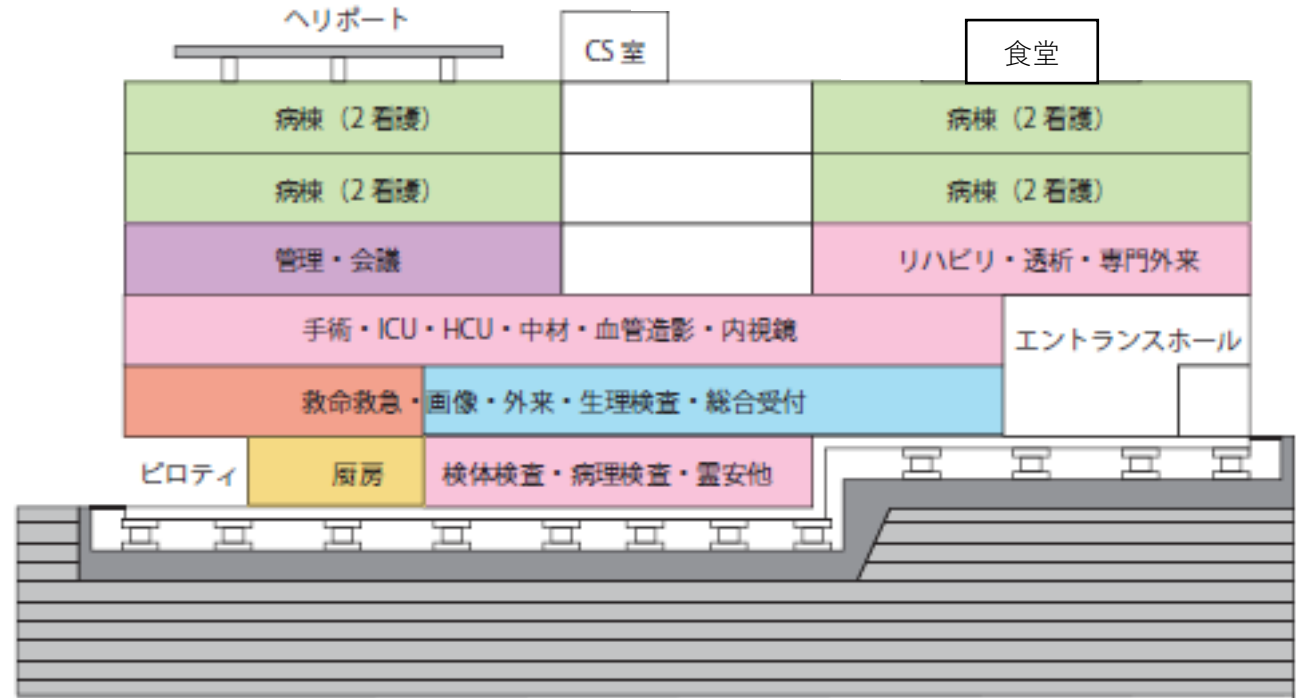 ヘリポート
CS 室
食堂
病棟（2 看護）
病棟（2 看護）
病棟（2 看護）
病棟（2 看護）
管理・会議
リハビリ・透析・専門外来
手術・ICU・HCU・中材・血管造影・内視鏡
エントランスホール
救命救急・画像・外来・生理検査・総合受付
ピロティ
厨房
検体検査・病理検査・霊安他